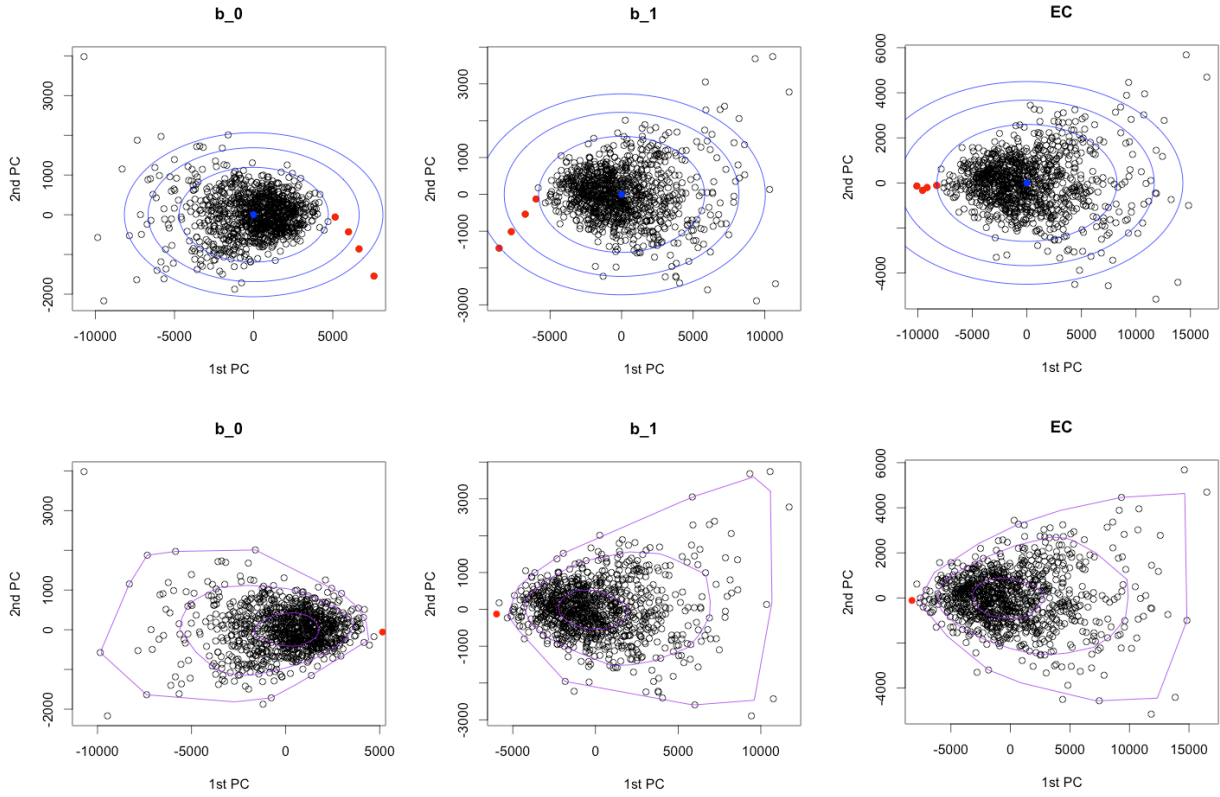 b_0
b_1
EC
2nd PC
-2000 0 1000 3000
-10000 -5000 0 5000
1st PC
2nd PC
-3000 -1000 0 1000 3000
-5000 0 5000 10000
1st PC
2nd PC
-4000 0 2000 4000 6000
-10000 -5000 0 5000 10000 15000
1st PC
b_0
b_1
EC
2nd PC
-2000 0 1000 3000
-10000 -5000 0 5000
1st PC
2nd PC
-3000 -1000 0 1000 3000
-5000 0 5000 10000
1st PC
2nd PC
-4000 0 2000 4000 6000
-5000 0 5000 10000 15000
1st PC